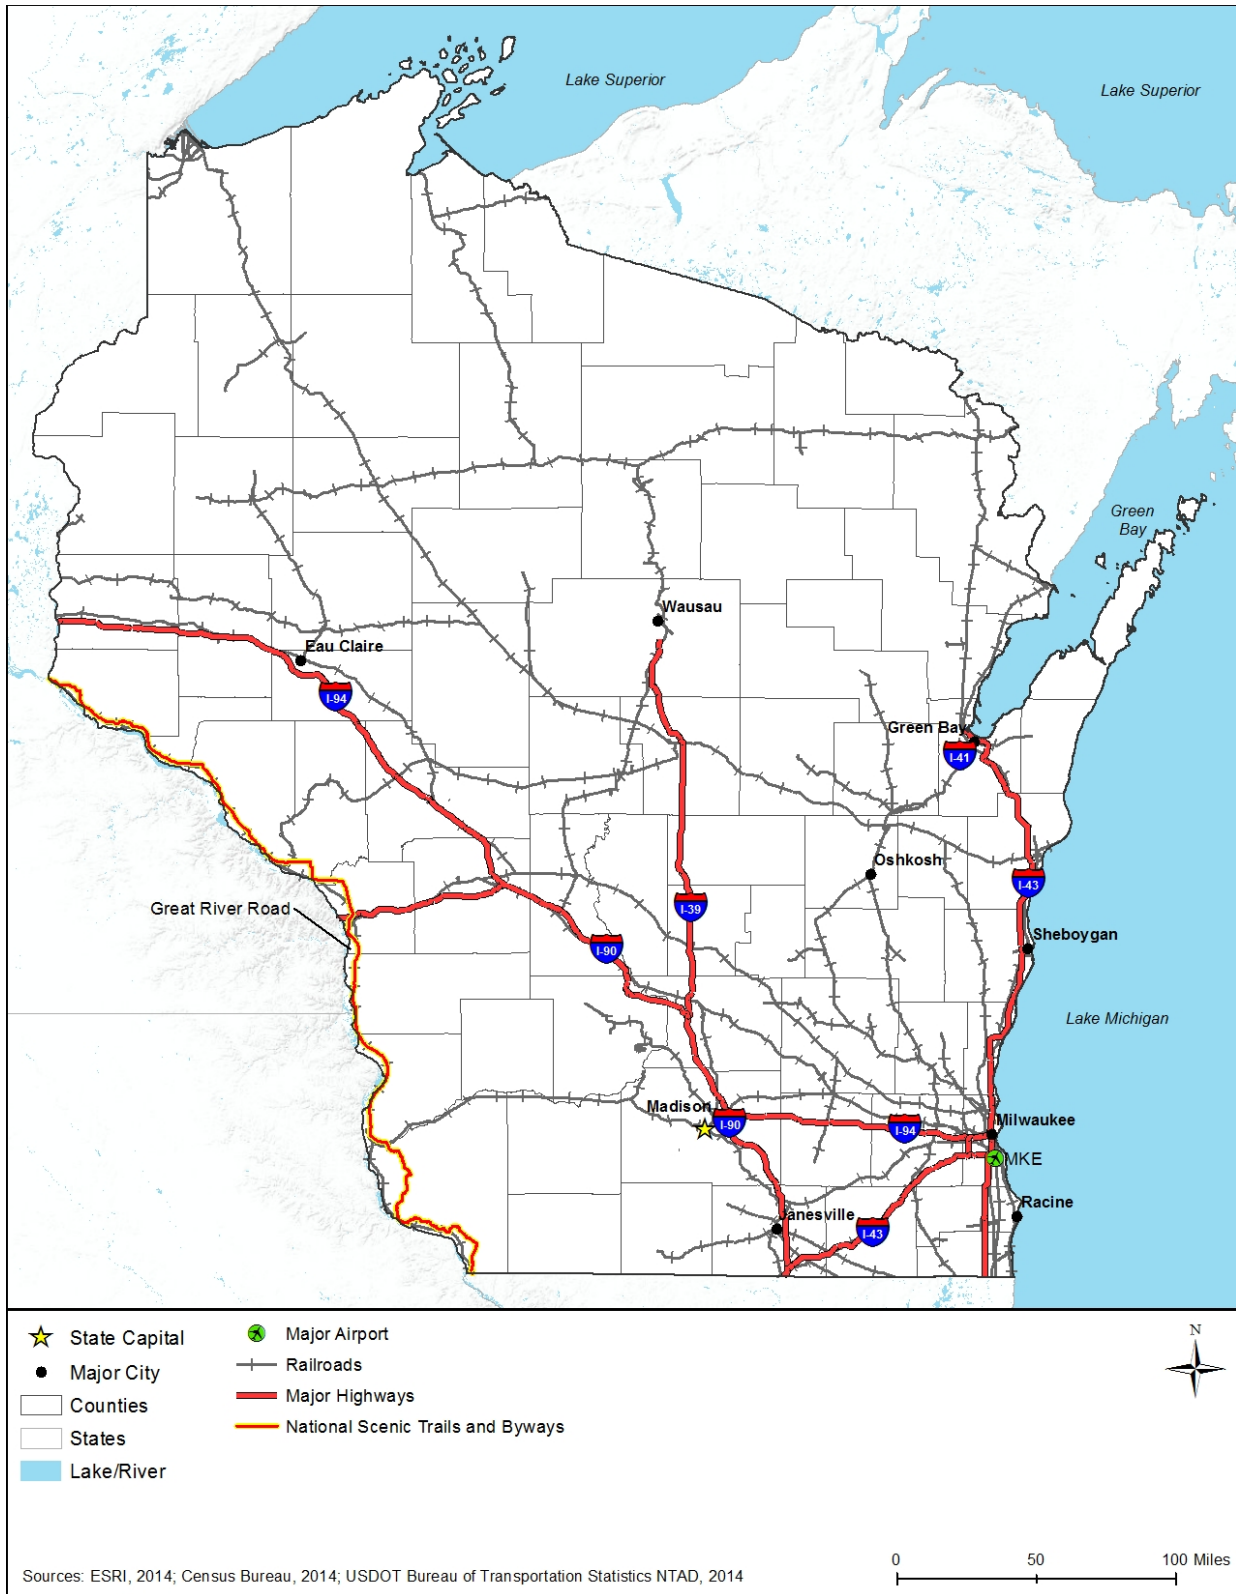 Lake Superior
Lake Superior
Green
Bay
Wausau
Eau Claire
I-94
Green Bay
I-41
Oshkosh
I-43
I-39
Great River Road
Sheboygan
I-90
Lake Michigan
Madison
I-90
I-94
Milwaukee
MKE
Racine
Janesville
I-43
State Capital
Major City
Counties
States
Lake/River
Major Airport
Railroads
Major Highways
National Scenic Trails and Byways
N
0 50 100 Miles
Sources: ESRI, 2014; Census Bureau, 2014; USDOT Bureau of Transportation Statistics NTAD, 2014